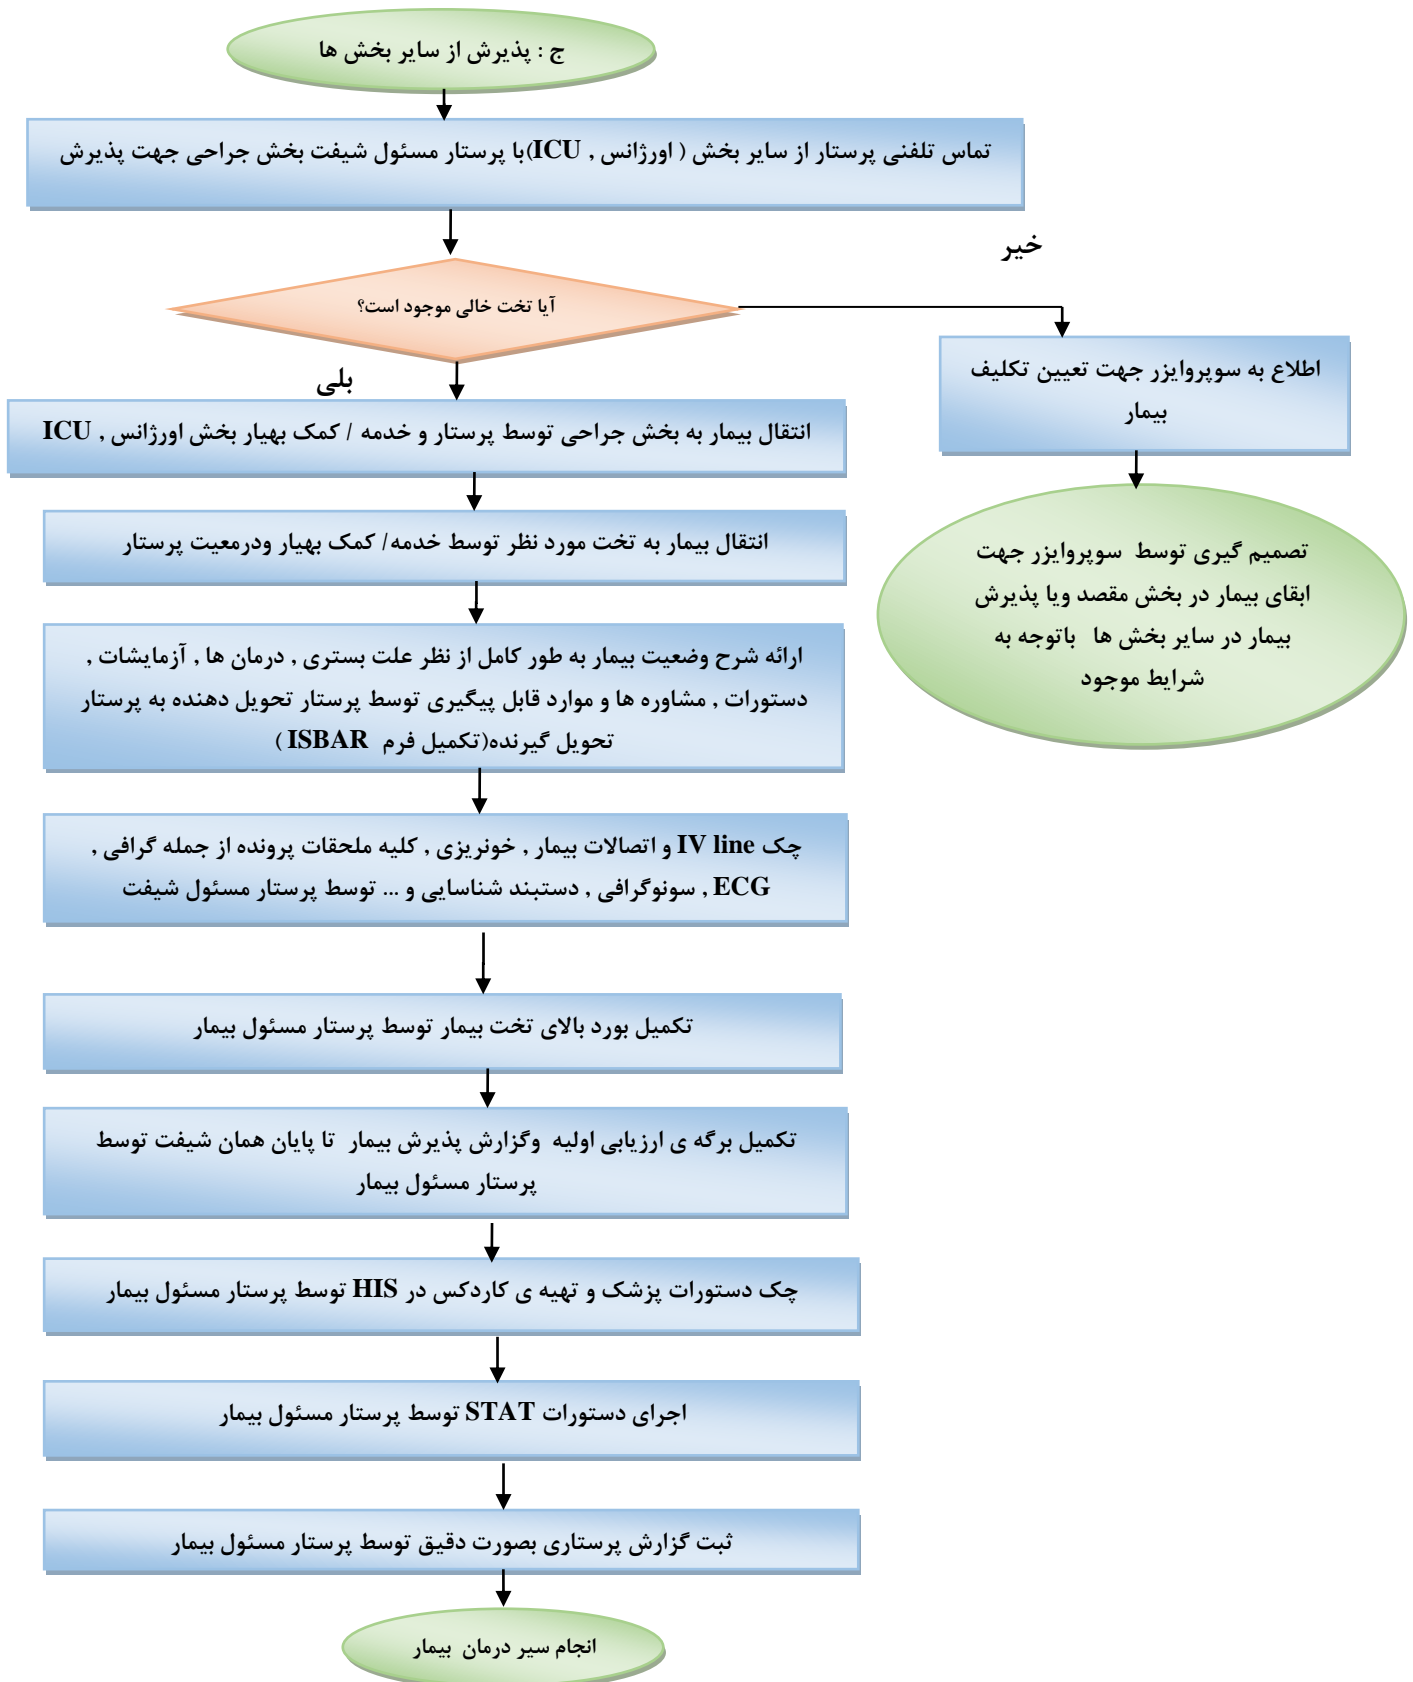 ج : پذیرش از سایر بخش ها
تماس تلفنی پرستار از سایر بخش ( اورژانس , ICU)با پرستار مسئول شیفت بخش جراحی جهت پذیرش
خیر
آیا تخت خالی موجود است؟
اطلاع به سوپروایزر جهت تعیین تکلیف
بیمار
بلی
انتقال بیمار به بخش جراحی توسط پرستار و خدمه / کمک بهیار بخش اورژانس , ICU
تصمیم گیری توسط سوپروایزر جهت
ابقای بیمار در بخش مقصد ویا پذیرش
بیمار در سایر بخش ها باتوجه به
شرایط موجود
انتقال بیمار به تخت مورد نظر توسط خدمه/ کمک بهیار ودرمعیت پرستار
ارائه شرح وضعیت بیمار به طور کامل از نظر علت بستری , درمان ها , آزمایشات ,
دستورات , مشاوره ها و موارد قابل پیگیری توسط پرستار تحویل دهنده به پرستار
تحویل گیرنده(تکمیل فرم ISBAR )
چک IV line و اتصالات بیمار , خونریزی , کلیه ملحقات پرونده از جمله گرافی ,
ECG , سونوگرافی , دستبند شناسایی و ... توسط پرستار مسئول شیفت
تکمیل بورد بالای تخت بیمار توسط پرستار مسئول بیمار
تکمیل برگه ی ارزیابی اولیه وگزارش پذیرش بیمار تا پایان همان شیفت توسط
پرستار مسئول بیمار
چک دستورات پزشک و تهیه ی کاردکس در HIS توسط پرستار مسئول بیمار
اجرای دستورات STAT توسط پرستار مسئول بیمار
ثبت گزارش پرستاری بصورت دقیق توسط پرستار مسئول بیمار
انجام سیر درمان بیمار